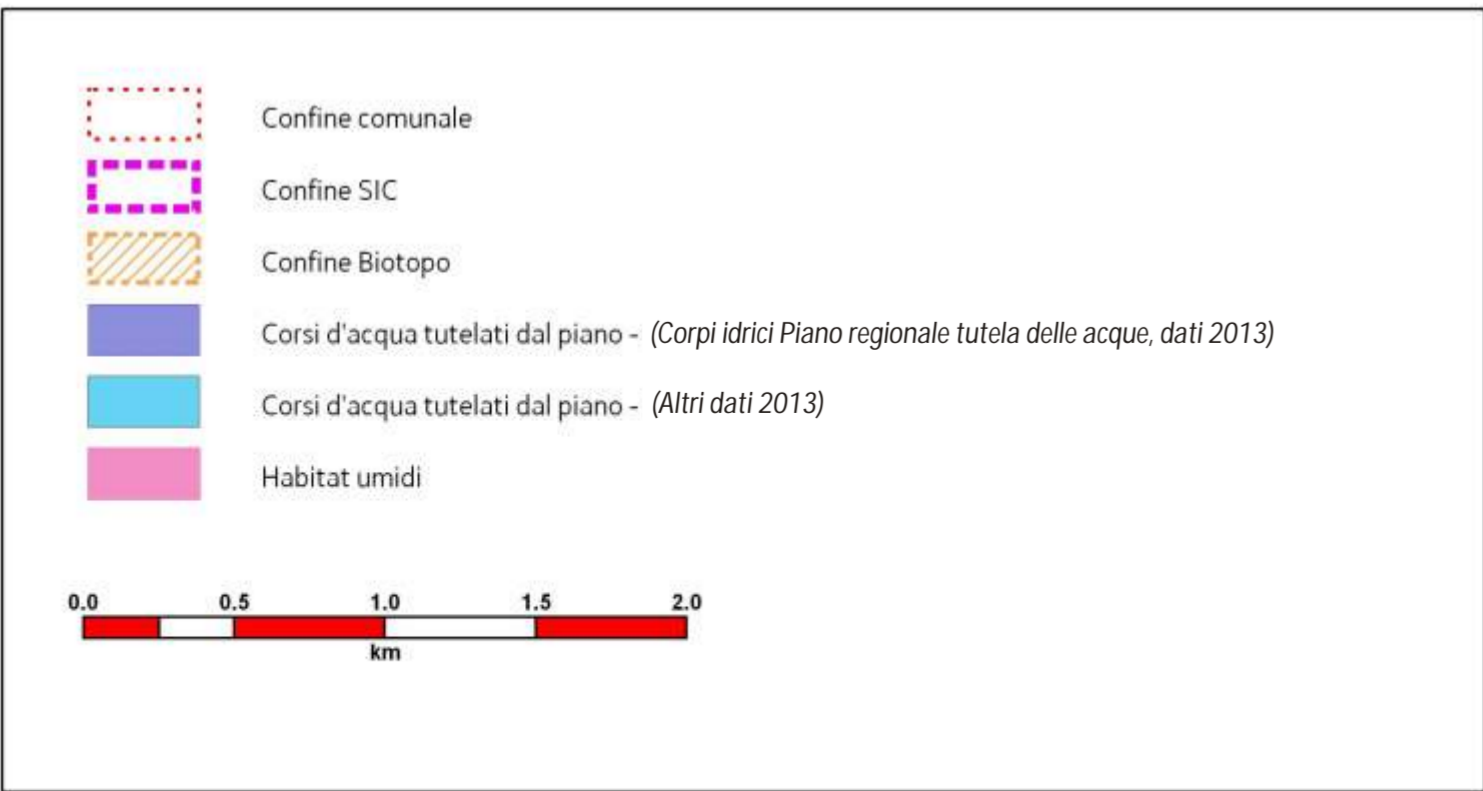 Confine comunale
Confine SIC
Confine Biotopo
Corsi d'acqua tutelati dal piano - (Corpi idrici Piano regionale tutela delle acque, dati 2013)
Corsi d'acqua tutelati dal piano - (Altri dati 2013)
Habitat umidi
0.0 0.5 1.0 1.5 2.0
km